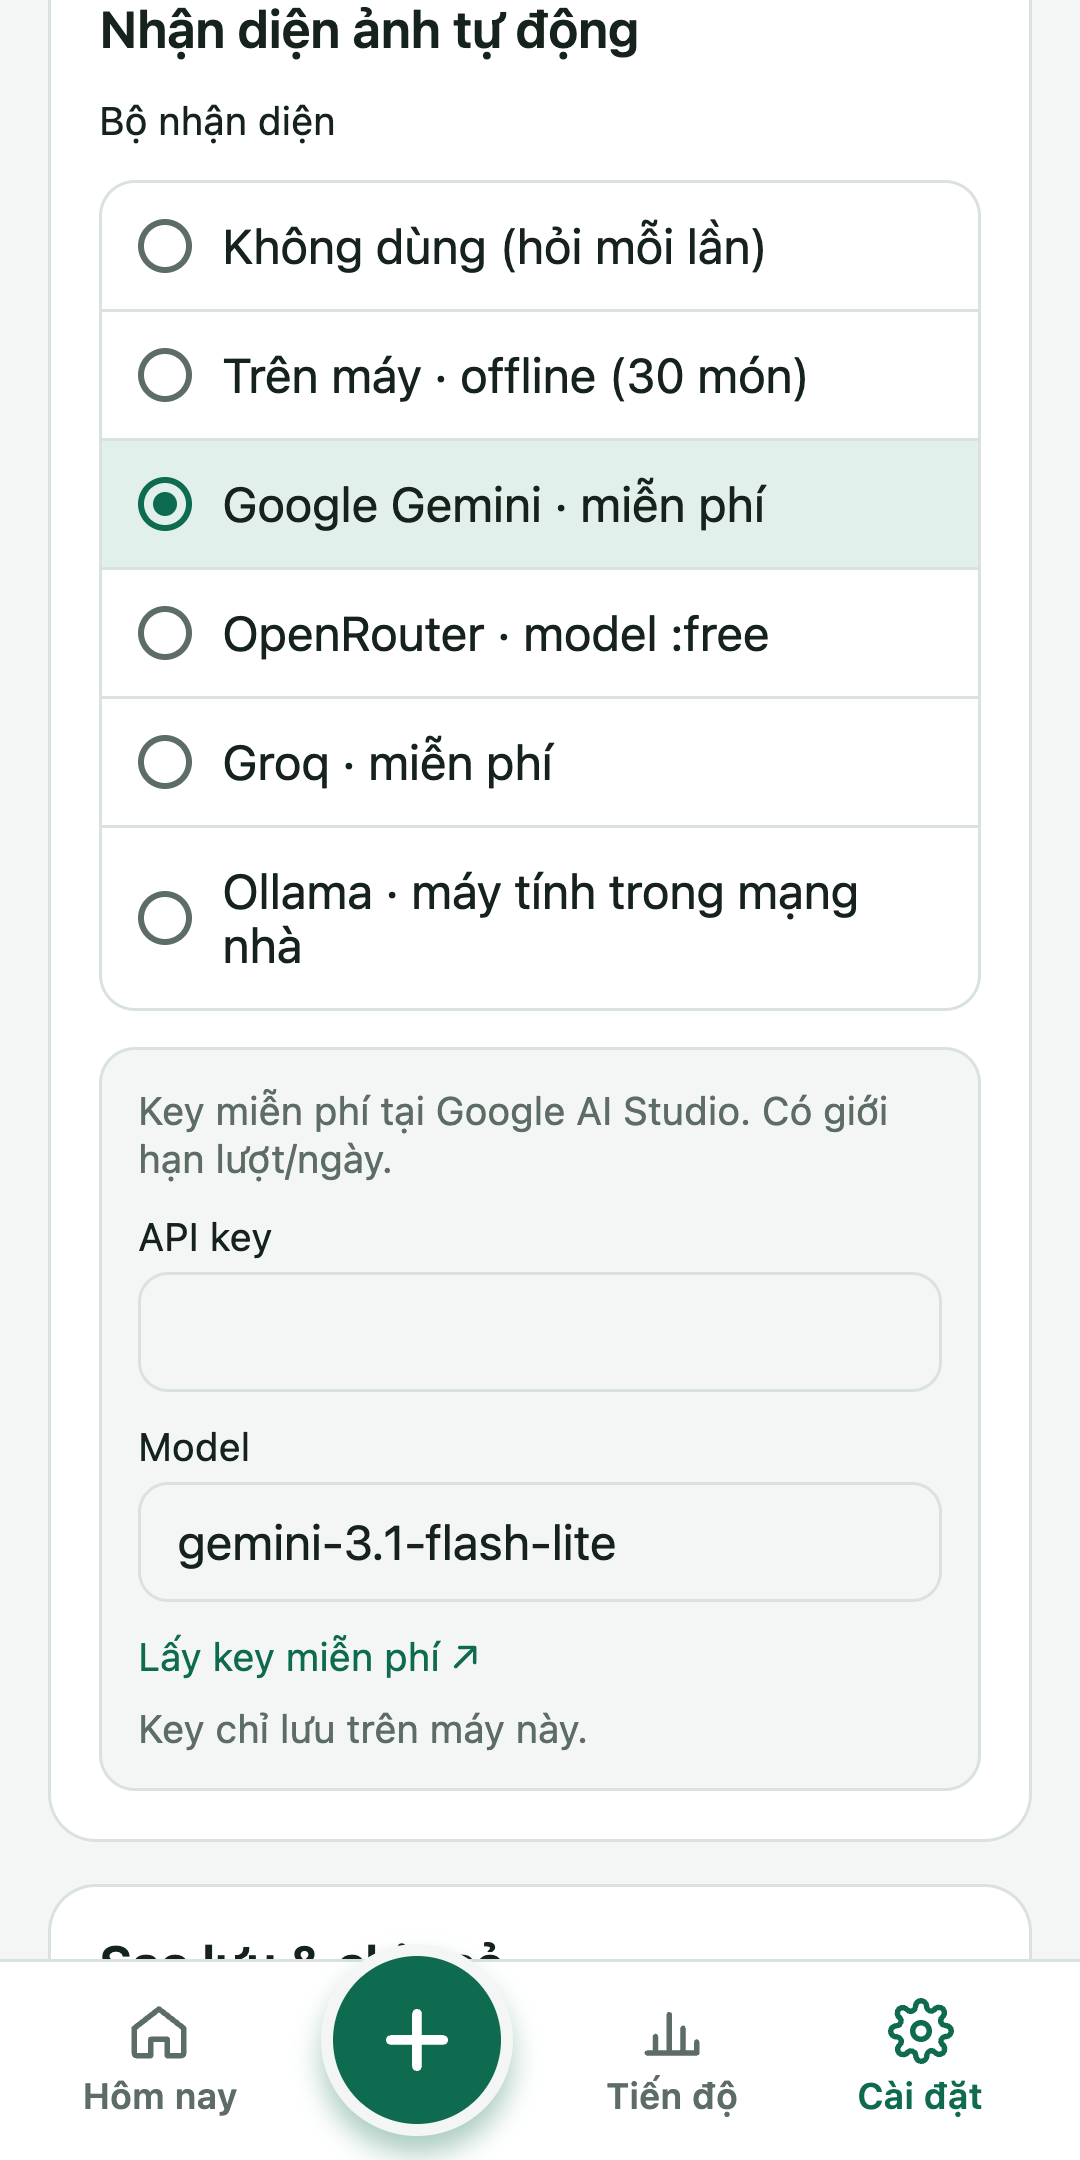 Nhận diện ảnh tự động
Bộ nhận diện
Không dùng (hỏi mỗi lần)
Trên máy · offline (30 món)
Google Gemini · miễn phí
OpenRouter · model :free
Groq · miễn phí
Ollama · máy tính trong mạng
nhà
Key miễn phí tại Google AI Studio. Có giới
hạn lượt/ngày.
API key
Model
gemini-3.1-flash-lite
Lấy key miễn phí ↗
Key chỉ lưu trên máy này.
Hôm nay
Tiến độ
Cài đặt